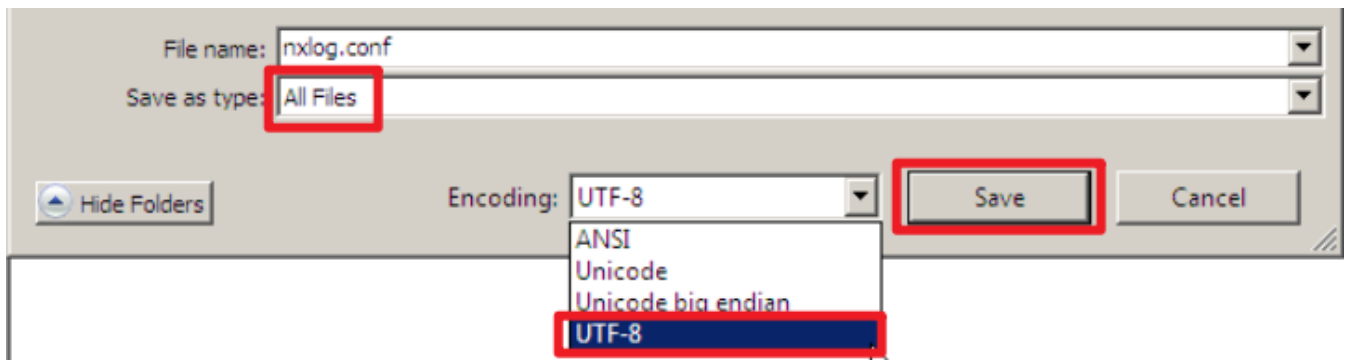 File name: nxlog.conf
Save as type: All Files
Hide Folders Encoding: UTF-8 Save Cancel
ANSI
Unicode
Unicode big endian
UTF-8